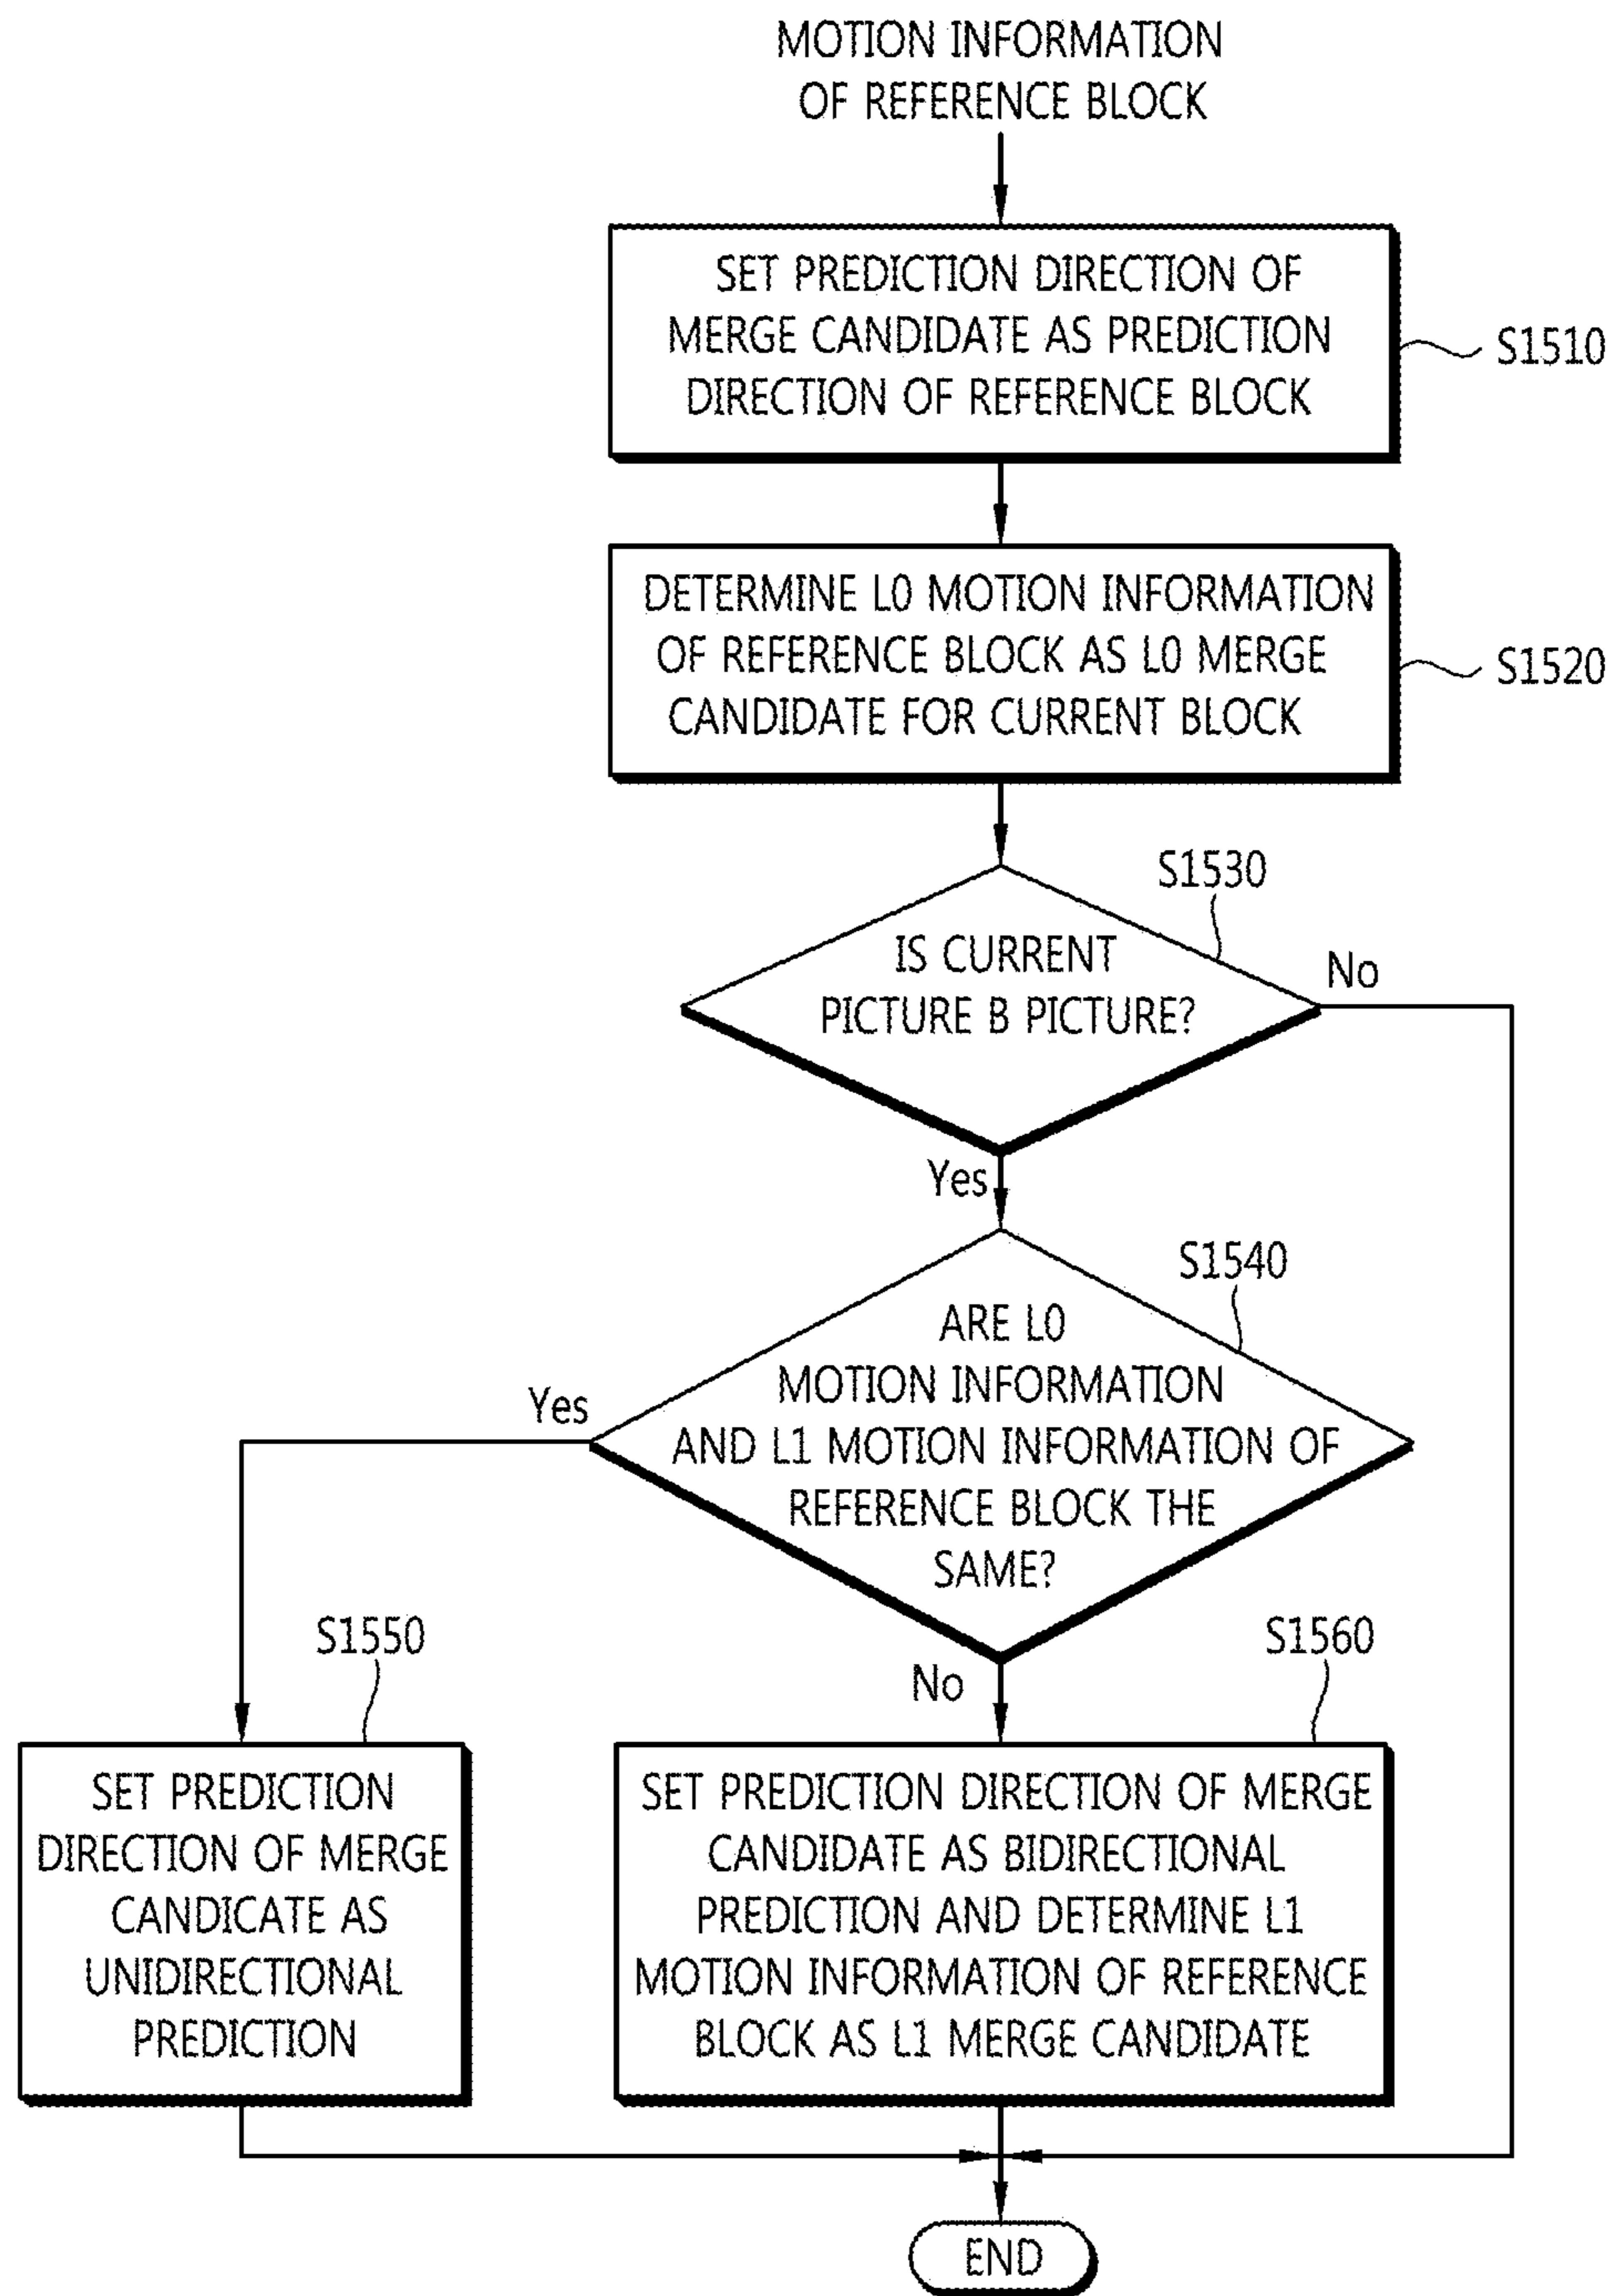 MOTION INFORMATION
OF REFERENCE BLOCK
SET PREDICTION DIRECTION OF
MERGE CANDIDATE AS PREDICTION
DIRECTION OF REFERENCE BLOCK
S1510
DETERMINE L0 MOTION INFORMATION
OF REFERENCE BLOCK AS L0 MERGE
CANDIDATE FOR CURRENT BLOCK
S1520
S1530
IS CURRENT
PICTURE B PICTURE?
No
Yes
S1540
ARE L0
MOTION INFORMATION
AND L1 MOTION INFORMATION OF
REFERENCE BLOCK THE
SAME?
Yes
No
S1550
SET PREDICTION
DIRECTION OF MERGE
CANDICATE AS
UNIDIRECTIONAL
PREDICTION
S1560
SET PREDICTION DIRECTION OF MERGE
CANDIDATE AS BIDIRECTIONAL
PREDICTION AND DETERMINE L1
MOTION INFORMATION OF REFERENCE
BLOCK AS L1 MERGE CANDIDATE
END